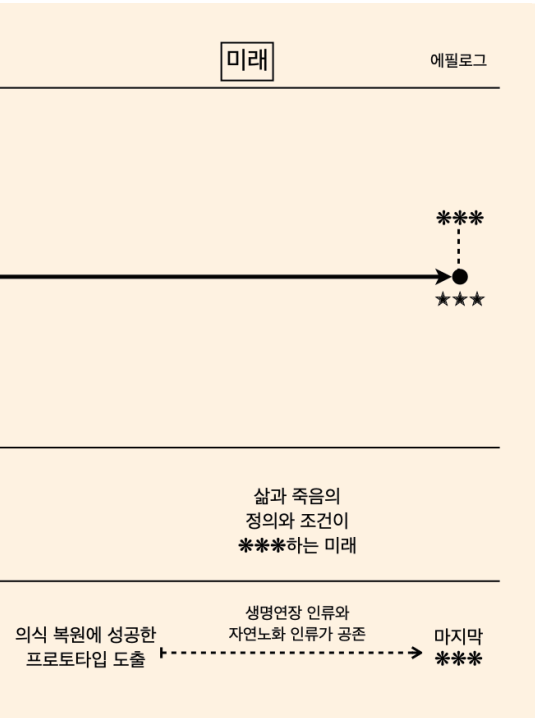 미래
에필로그
❋❋❋
★★★
삶과 죽음의
정의와 조건이
❋❋❋하는 미래
의식 복원에 성공한
프로토타입 도출
생명연장 인류와
자연노화 인류가 공존
마지막
❋❋❋